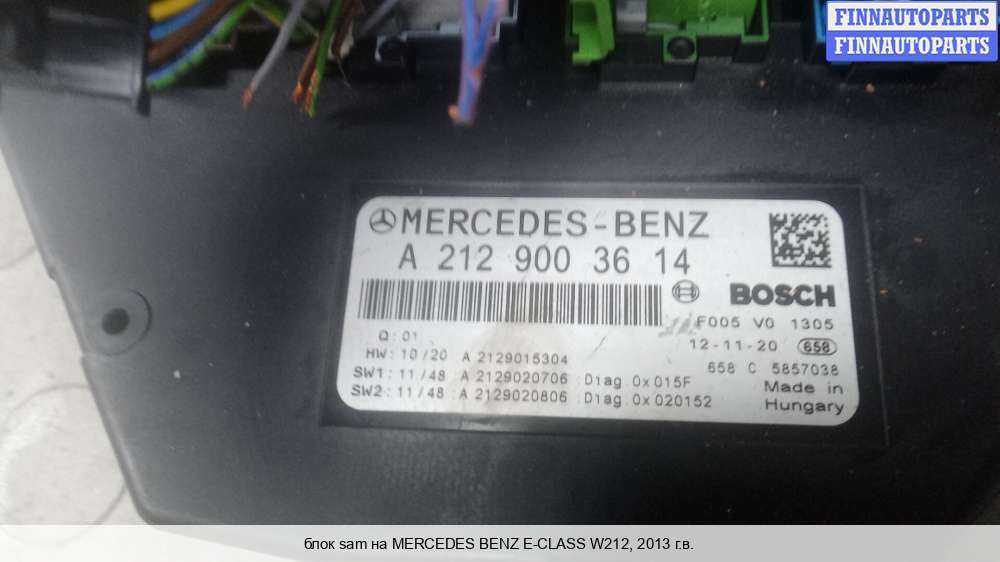 FINNAUTOPARTS
FINNAUTOPARTS
MERCEDES-BENZ
A 212 900 36 14
BOSCH
F005 V0 1305
Q: 01
12-11-20 658
HW: 10/20 A 2129015304
658 C 5857038
SW1: 11/48 A 2129020706 Diag.0x015F
Made in
SW2: 11/48 A 2129020806 Diag.0x020152
Hungary
блок sam на MERCEDES BENZ E-CLASS W212, 2013 г.в.